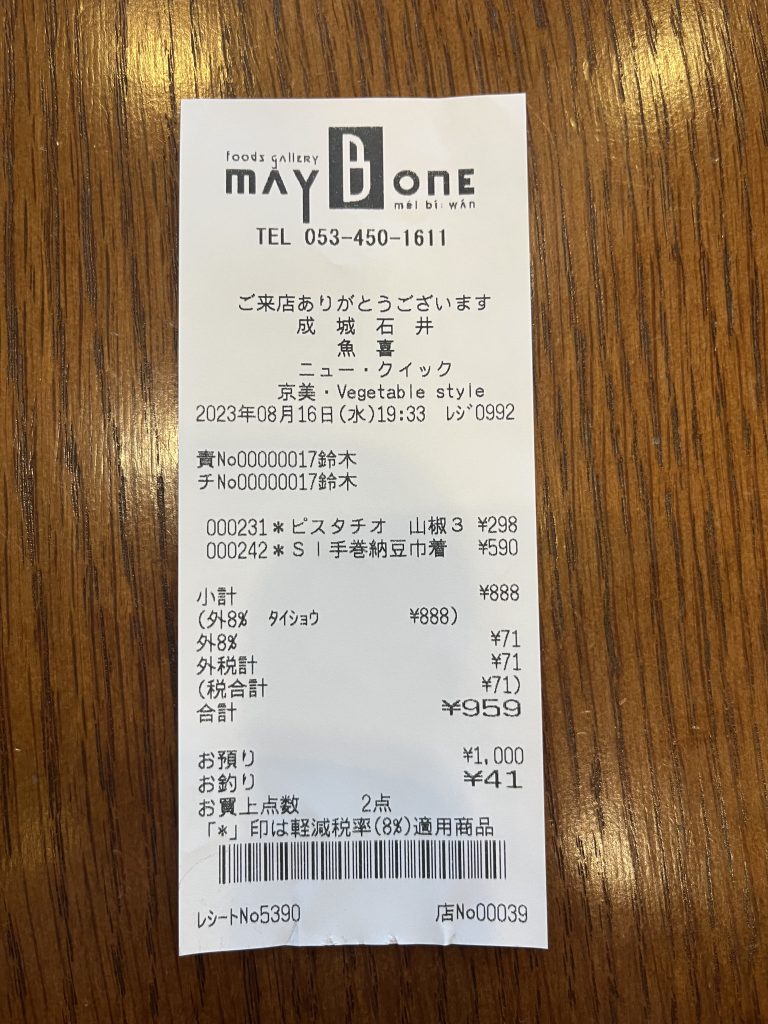 foods gallery
may B one
méi bí: wʌ́n
TEL 053-450-1611
ご来店ありがとうございます
成 城 石 井
魚 喜
ニュー・クイック
京美・Vegetable style
2023年08月16日(水)19:33 ﾚｼﾞ0992
責No00000017鈴木
チNo00000017鈴木
000231*ピスタチオ 山椒3 ¥298
000242*SI手巻納豆巾着 ¥590
小計 ¥888
(外8% ﾀｲｼｮｳ ¥888)
外8% ¥71
外税計 ¥71
(税合計 ¥71)
合計 ¥959
お預り ¥1,000
お釣り ¥41
お買上点数 2点
「*」印は軽減税率(8%)適用商品
ﾚｼｰﾄNo5390 店No00039